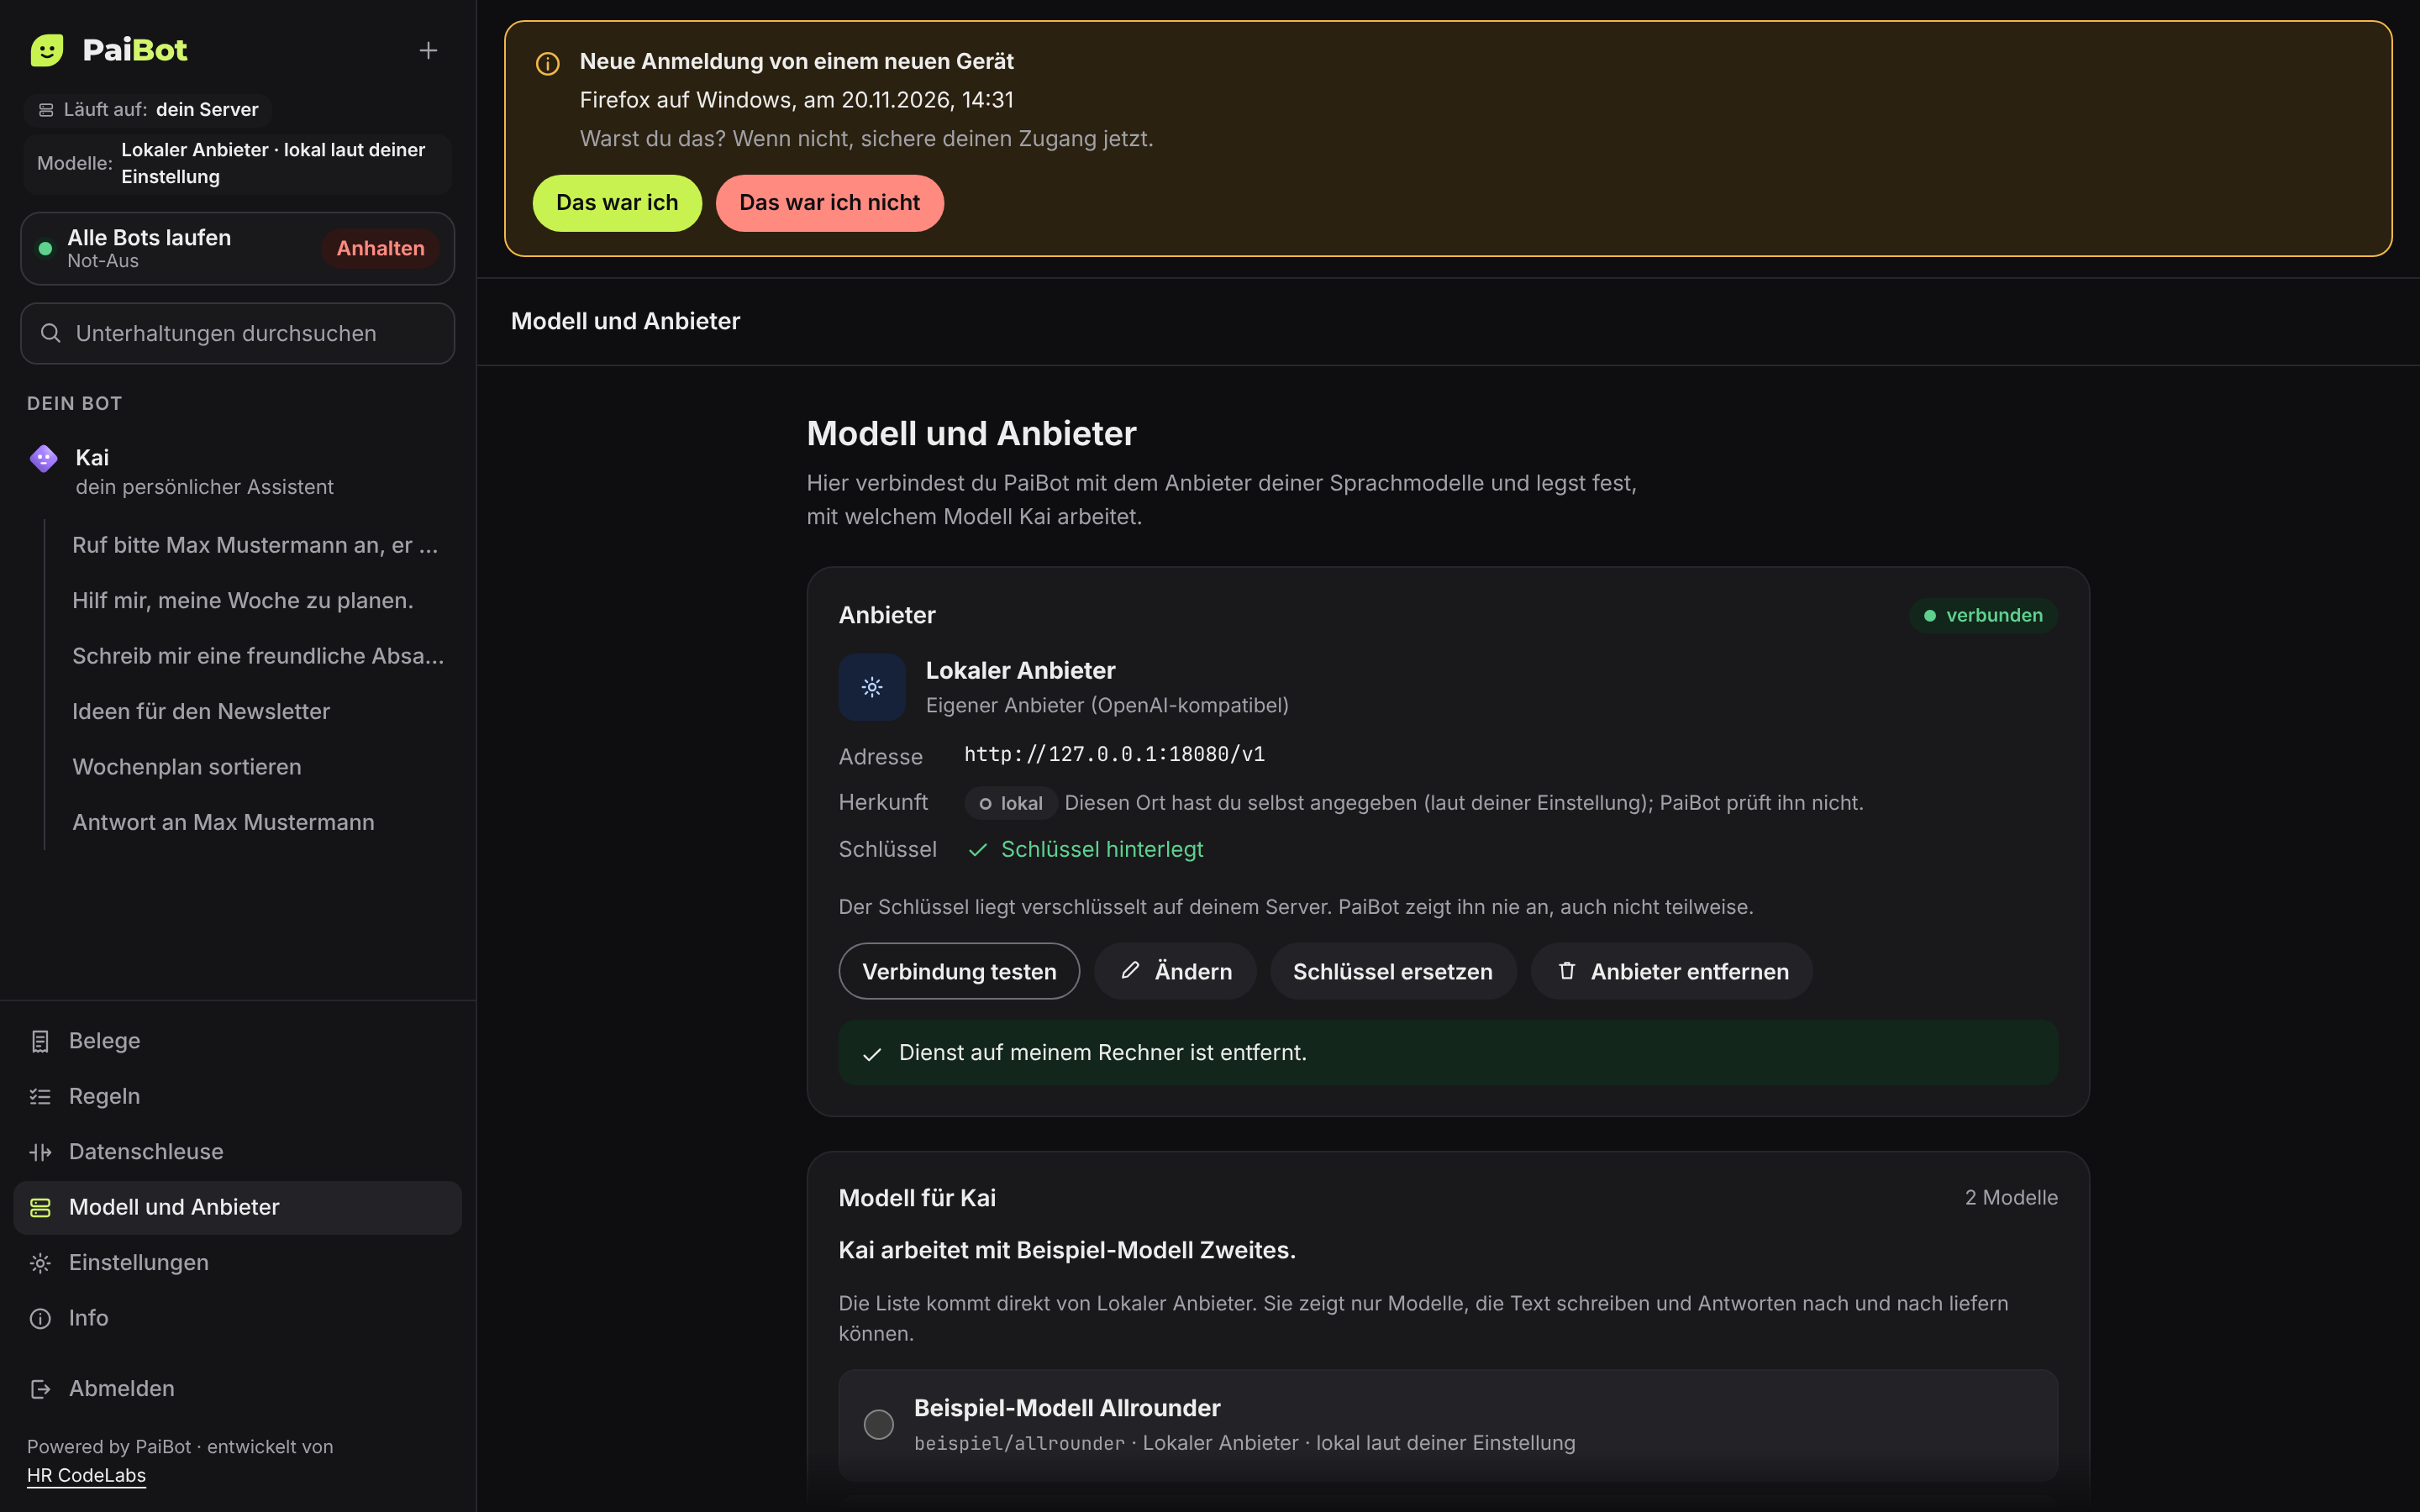 PaiBot
Läuft auf: dein Server
Modelle: Lokaler Anbieter · lokal laut deiner
Einstellung
Alle Bots laufen
Not-Aus
Anhalten
Unterhaltungen durchsuchen
DEIN BOT
Kai
dein persönlicher Assistent
Ruf bitte Max Mustermann an, er ...
Hilf mir, meine Woche zu planen.
Schreib mir eine freundliche Absa...
Ideen für den Newsletter
Wochenplan sortieren
Antwort an Max Mustermann
Belege
Regeln
Datenschleuse
Modell und Anbieter
Einstellungen
Info
Abmelden
Powered by PaiBot · entwickelt von
HR CodeLabs
Neue Anmeldung von einem neuen Gerät
Firefox auf Windows, am 20.11.2026, 14:31
Warst du das? Wenn nicht, sichere deinen Zugang jetzt.
Das war ich
Das war ich nicht
Modell und Anbieter
Modell und Anbieter
Hier verbindest du PaiBot mit dem Anbieter deiner Sprachmodelle und legst fest,
mit welchem Modell Kai arbeitet.
Anbieter
verbunden
Lokaler Anbieter
Eigener Anbieter (OpenAI-kompatibel)
Adresse http://127.0.0.1:18080/v1
Herkunft lokal Diesen Ort hast du selbst angegeben (laut deiner Einstellung); PaiBot prüft ihn nicht.
Schlüssel Schlüssel hinterlegt
Der Schlüssel liegt verschlüsselt auf deinem Server. PaiBot zeigt ihn nie an, auch nicht teilweise.
Verbindung testen
Ändern
Schlüssel ersetzen
Anbieter entfernen
Dienst auf meinem Rechner ist entfernt.
Modell für Kai
2 Modelle
Kai arbeitet mit Beispiel-Modell Zweites.
Die Liste kommt direkt von Lokaler Anbieter. Sie zeigt nur Modelle, die Text schreiben und Antworten nach und nach liefern
können.
Beispiel-Modell Allrounder
beispiel/allrounder · Lokaler Anbieter · lokal laut deiner Einstellung